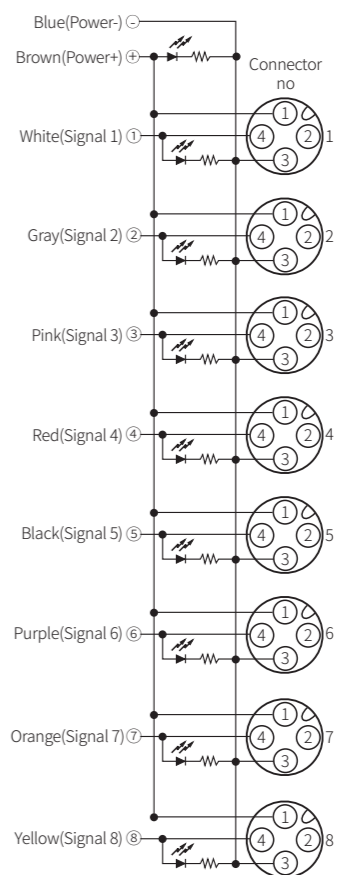 Blue(Power-) ⊖
Brown(Power+) ⊕
Connector
no
1
White(Signal 1) ① 4 2 1
3
1
Gray(Signal 2) ② 4 2 2
3
1
Pink(Signal 3) ③ 4 2 3
3
1
Red(Signal 4) ④ 4 2 4
3
1
Black(Signal 5) ⑤ 4 2 5
3
1
Purple(Signal 6) ⑥ 4 2 6
3
1
Orange(Signal 7) ⑦ 4 2 7
3
1
Yellow(Signal 8) ⑧ 4 2 8
3